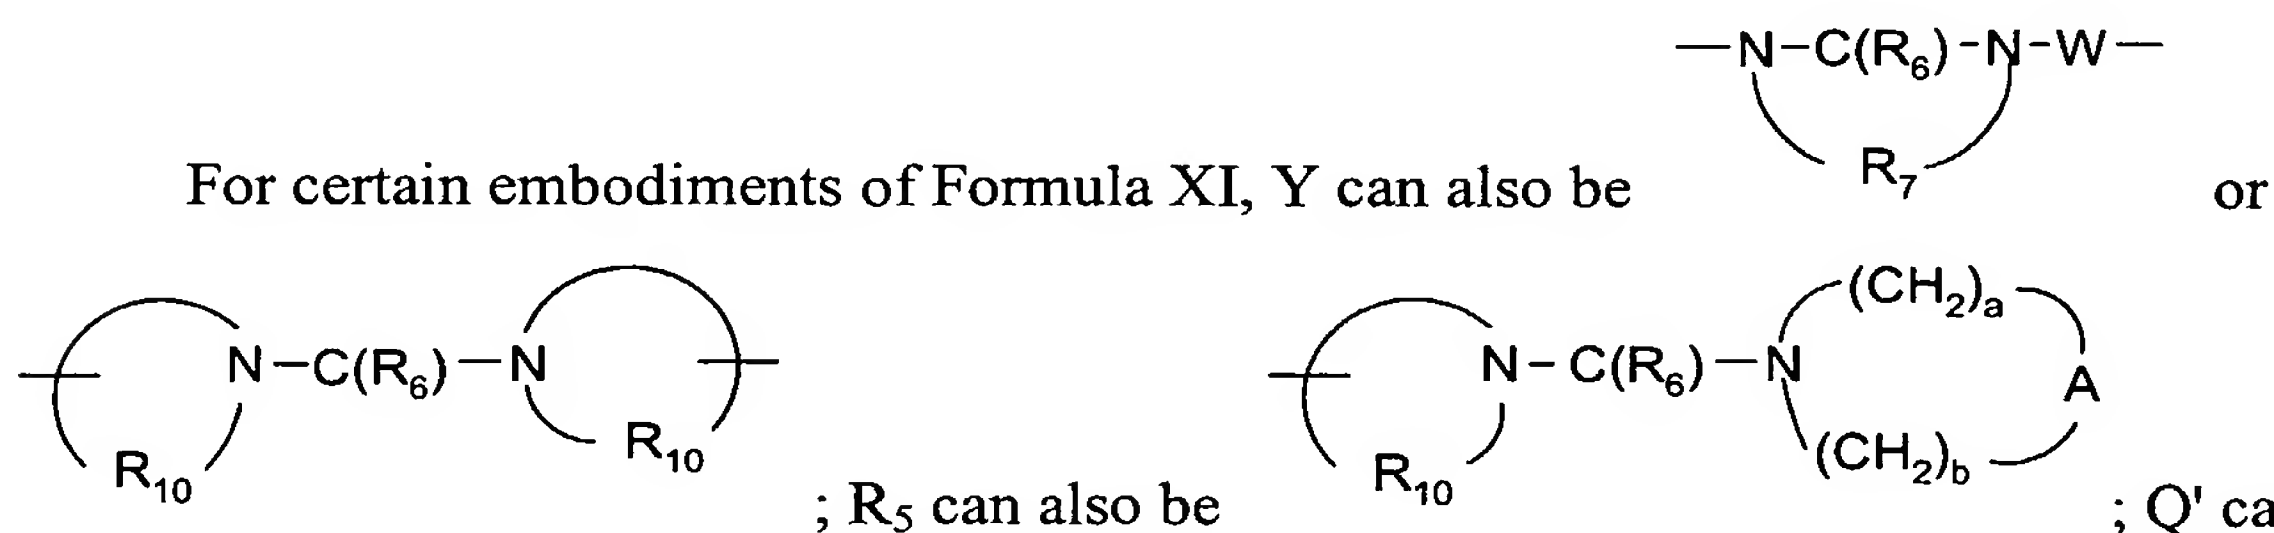 —N–C(R₆)–N–W—
R₇
For certain embodiments of Formula XI, Y can also be or
N–C(R₆)—N
R₁₀ R₁₀
; R₅ can also be
(CH₂)ₐ
N–C(R₆)—N
A
R₁₀
(CH₂)b
; Q' ca